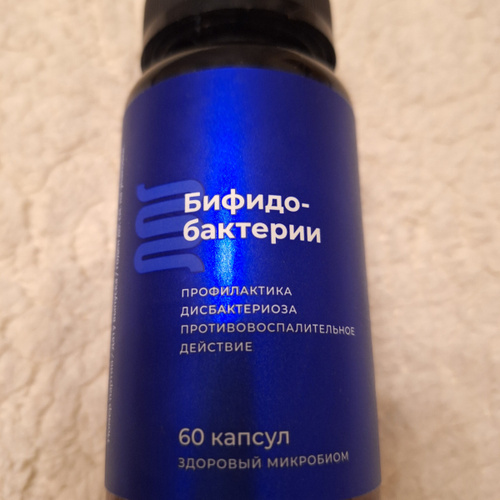 Бифидо-
бактерии
ПРОФИЛАКТИКА
ДИСБАКТЕРИОЗА
ПРОТИВОВОСПАЛИТЕЛЬНОЕ
ДЕЙСТВИЕ
60 капсул
ЗДОРОВЫЙ МИКРОБИОМ